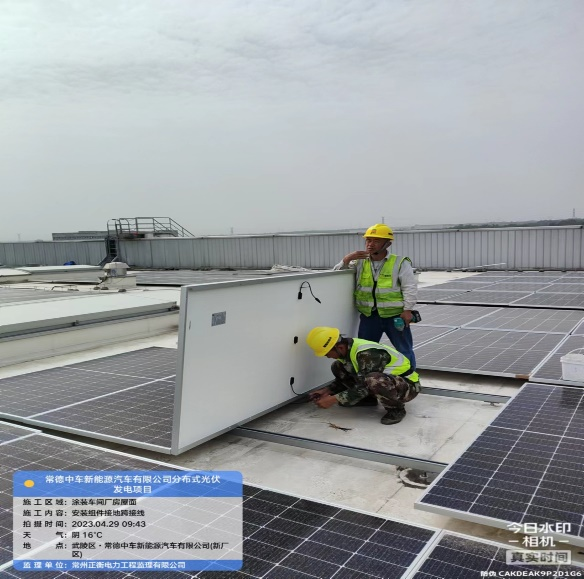 常德中车新能源汽车有限公司分布式光伏
发电项目
施工区域：涂装车间厂房屋面
施工内容：安装组件接地跨接线
拍摄时间：2023.04.29 09:43
天 气：阴 16℃
地 点：武陵区·常德中车新能源汽车有限公司(新厂
区)
监理单位：常州正衡电力工程监理有限公司
今日水印
-相机-
真实时间
防伪 CAKDEAK9P2D1G6